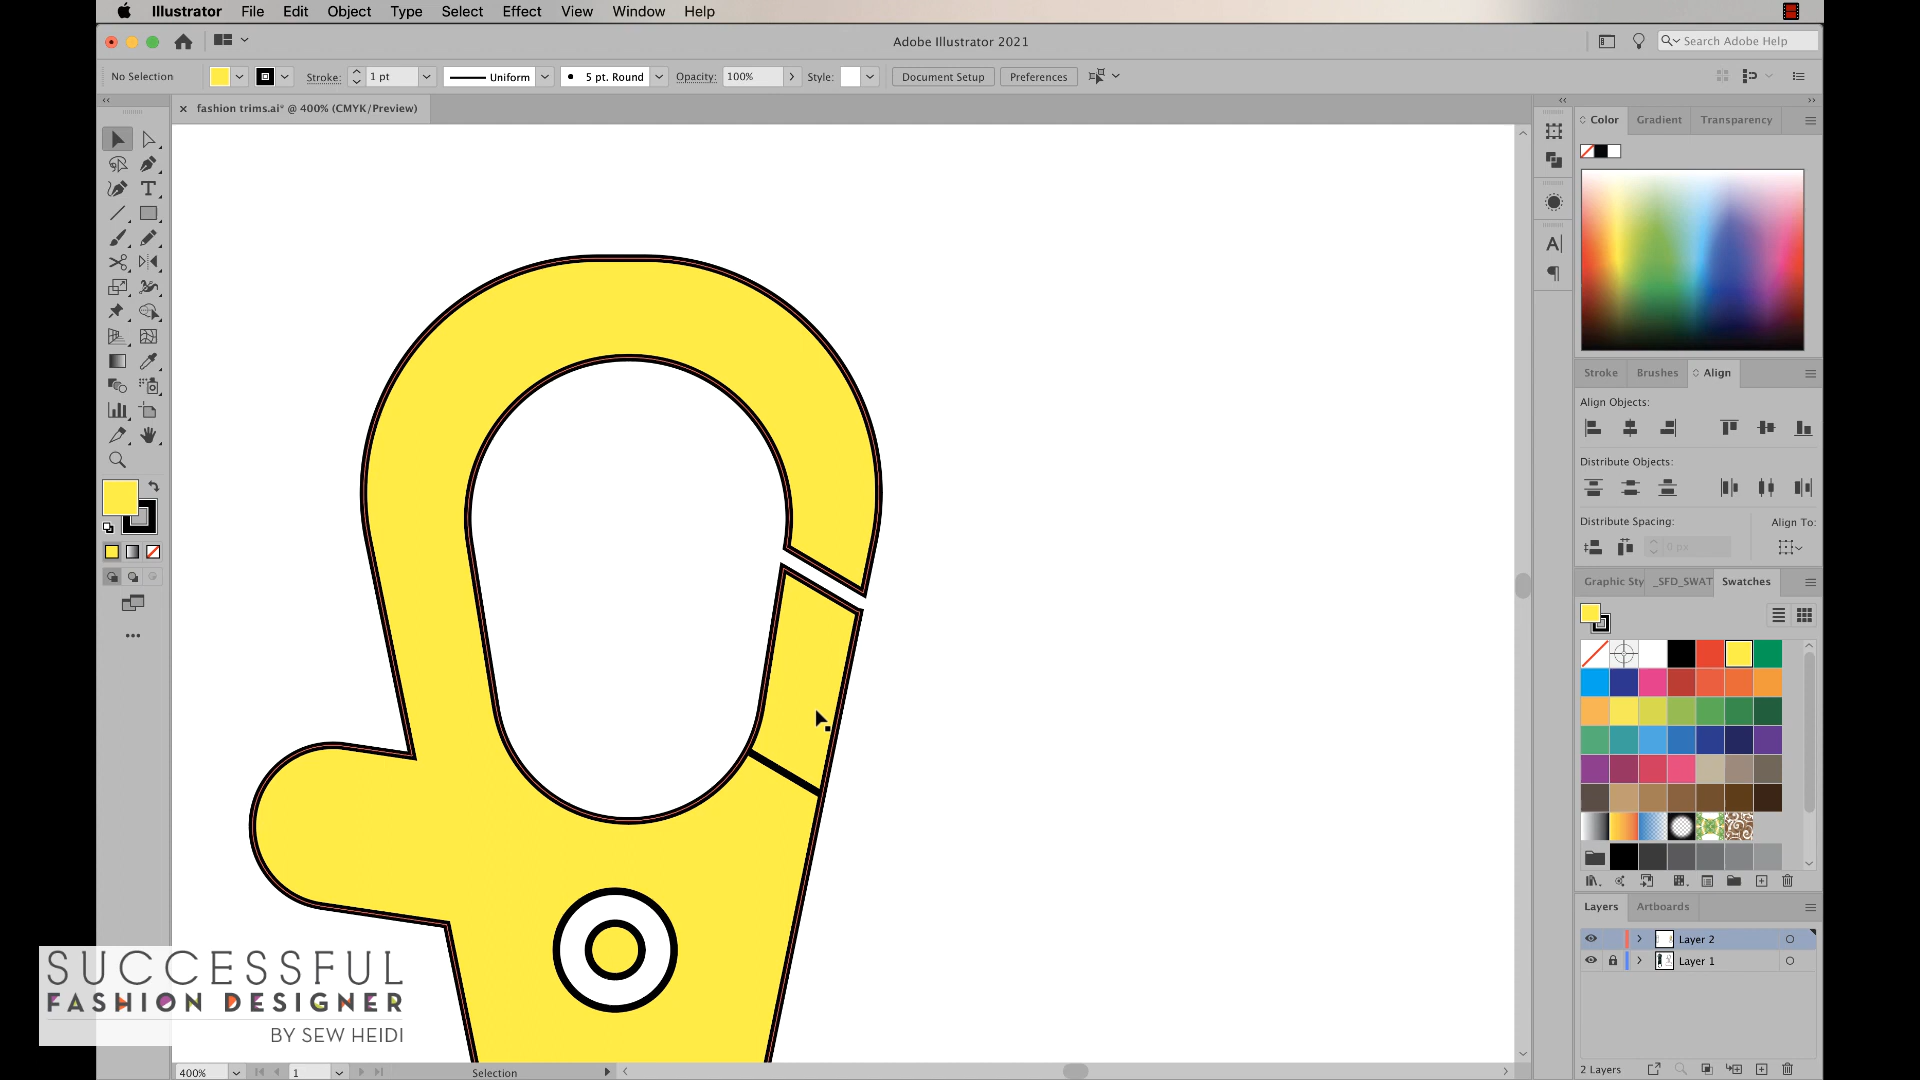 Illustrator File Edit Object Type Select Effect View Window Help
Adobe Illustrator 2021
Search Adobe Help
No Selection Stroke: 1 pt Uniform 5 pt. Round Opacity: 100% Style: Document Setup Preferences
fashion trims.ai* @ 400% (CMYK/Preview)
Color Gradient Transparency
Stroke Brushes Align
Align Objects:
Distribute Objects:
Distribute Spacing: Align To:
0 px
Graphic Sty _SFD_SWAT Swatches
Layers Artboards
Layer 2
Layer 1
SUCCESSFUL
FASHION DESIGNER
BY SEW HEIDI
400% 1 Selection
2 Layers